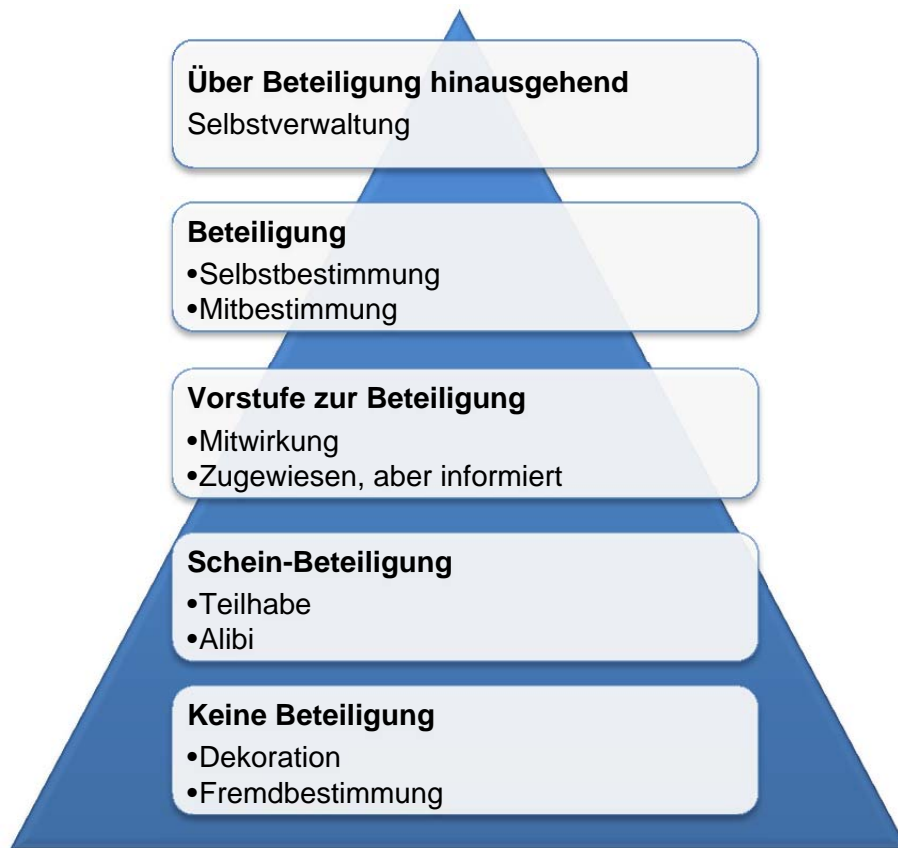 Über Beteiligung hinausgehend
Selbstverwaltung
Beteiligung
•Selbstbestimmung
•Mitbestimmung
Vorstufe zur Beteiligung
•Mitwirkung
•Zugewiesen, aber informiert
Schein-Beteiligung
•Teilhabe
•Alibi
Keine Beteiligung
•Dekoration
•Fremdbestimmung